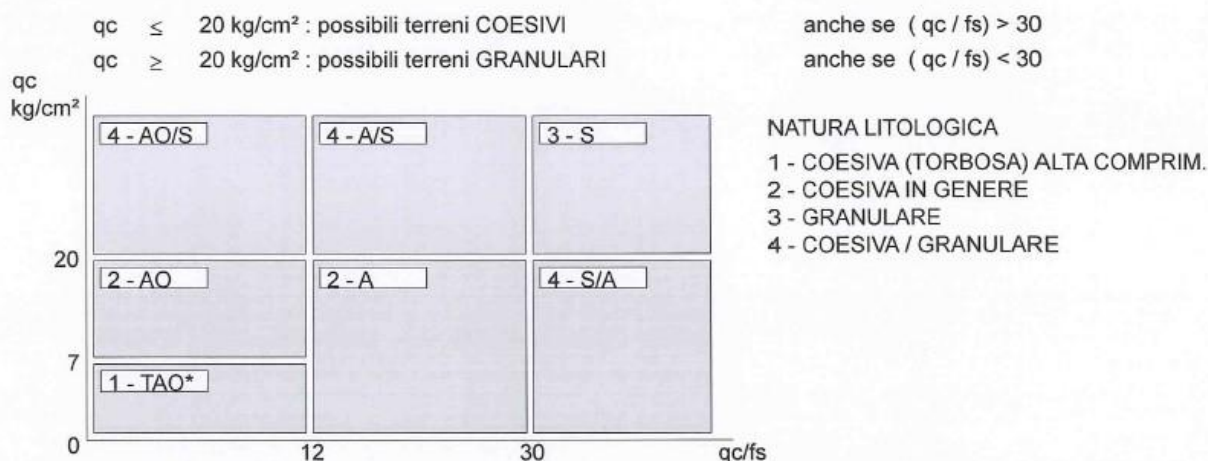 qc ≤ 20 kg/cm² : possibili terreni COESIVI anche se ( qc / fs) > 30
qc ≥ 20 kg/cm² : possibili terreni GRANULARI anche se ( qc / fs) < 30
qc
kg/cm²
4 - AO/S 4 - A/S 3 - S
20
2 - AO 2 - A 4 - S/A
7
1 - TAO*
0 12 30 qc/fs
NATURA LITOLOGICA
1 - COESIVA (TORBOSA) ALTA COMPRIM.
2 - COESIVA IN GENERE
3 - GRANULARE
4 - COESIVA / GRANULARE